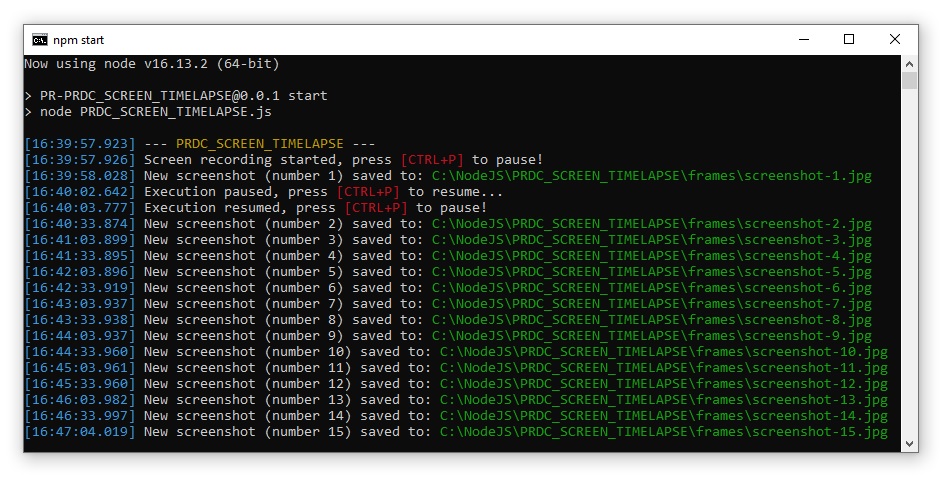 npm start
Now using node v16.13.2 (64-bit)
> PR-PRDC_SCREEN_TIMELAPSE@0.0.1 start
> node PRDC_SCREEN_TIMELAPSE.js
[16:39:57.923] --- PRDC_SCREEN_TIMELAPSE ---
[16:39:57.926] Screen recording started, press [CTRL+P] to pause!
[16:39:58.028] New screenshot (number 1) saved to: C:\NodeJS\PRDC_SCREEN_TIMELAPSE\frames\screenshot-1.jpg
[16:40:02.642] Execution paused, press [CTRL+P] to resume...
[16:40:03.777] Execution resumed, press [CTRL+P] to pause!
[16:40:33.874] New screenshot (number 2) saved to: C:\NodeJS\PRDC_SCREEN_TIMELAPSE\frames\screenshot-2.jpg
[16:41:03.899] New screenshot (number 3) saved to: C:\NodeJS\PRDC_SCREEN_TIMELAPSE\frames\screenshot-3.jpg
[16:41:33.895] New screenshot (number 4) saved to: C:\NodeJS\PRDC_SCREEN_TIMELAPSE\frames\screenshot-4.jpg
[16:42:03.896] New screenshot (number 5) saved to: C:\NodeJS\PRDC_SCREEN_TIMELAPSE\frames\screenshot-5.jpg
[16:42:33.919] New screenshot (number 6) saved to: C:\NodeJS\PRDC_SCREEN_TIMELAPSE\frames\screenshot-6.jpg
[16:43:03.937] New screenshot (number 7) saved to: C:\NodeJS\PRDC_SCREEN_TIMELAPSE\frames\screenshot-7.jpg
[16:43:33.938] New screenshot (number 8) saved to: C:\NodeJS\PRDC_SCREEN_TIMELAPSE\frames\screenshot-8.jpg
[16:44:03.937] New screenshot (number 9) saved to: C:\NodeJS\PRDC_SCREEN_TIMELAPSE\frames\screenshot-9.jpg
[16:44:33.960] New screenshot (number 10) saved to: C:\NodeJS\PRDC_SCREEN_TIMELAPSE\frames\screenshot-10.jpg
[16:45:03.961] New screenshot (number 11) saved to: C:\NodeJS\PRDC_SCREEN_TIMELAPSE\frames\screenshot-11.jpg
[16:45:33.960] New screenshot (number 12) saved to: C:\NodeJS\PRDC_SCREEN_TIMELAPSE\frames\screenshot-12.jpg
[16:46:03.982] New screenshot (number 13) saved to: C:\NodeJS\PRDC_SCREEN_TIMELAPSE\frames\screenshot-13.jpg
[16:46:33.997] New screenshot (number 14) saved to: C:\NodeJS\PRDC_SCREEN_TIMELAPSE\frames\screenshot-14.jpg
[16:47:04.019] New screenshot (number 15) saved to: C:\NodeJS\PRDC_SCREEN_TIMELAPSE\frames\screenshot-15.jpg